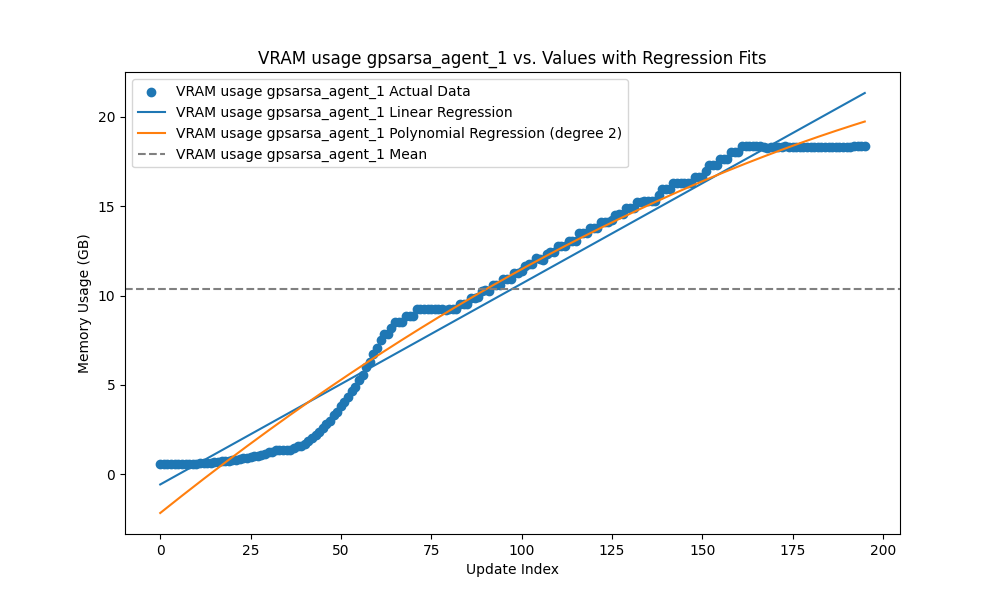 VRAM usage gpsarsa_agent_1 vs. Values with Regression Fits
VRAM usage gpsarsa_agent_1 Actual Data
VRAM usage gpsarsa_agent_1 Linear Regression
VRAM usage gpsarsa_agent_1 Polynomial Regression (degree 2)
VRAM usage gpsarsa_agent_1 Mean
Memory Usage (GB)
20
15
10
5
0
0 25 50 75 100 125 150 175 200
Update Index